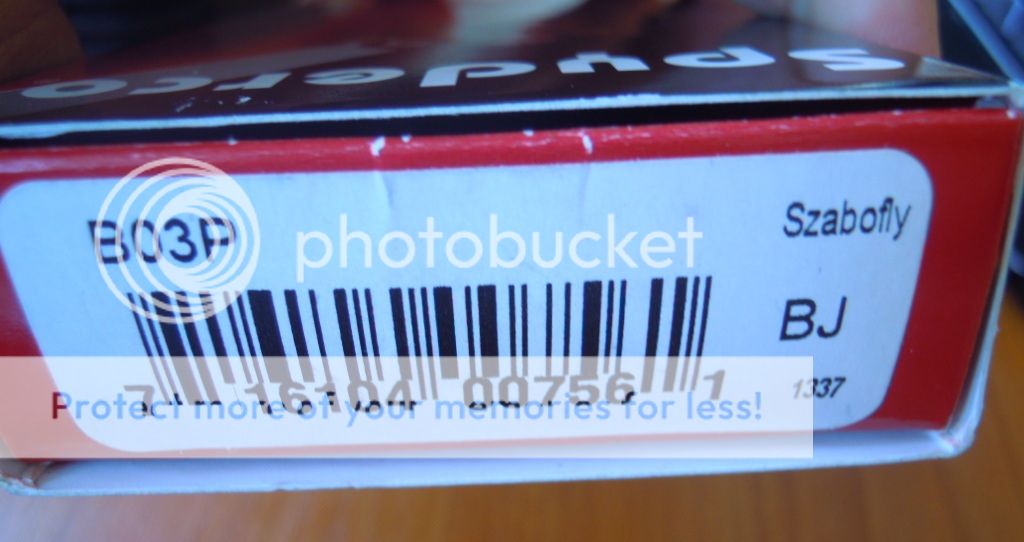 Spyderco
B03P
Szabofly
photobucket
BJ
7 16104 00756 1
1337
Protect more of your memories for less!